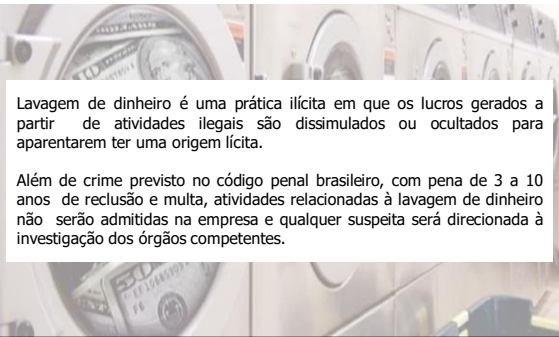 Lavagem de dinheiro é uma prática ilícita em que os lucros gerados a
partir de atividades ilegais são dissimulados ou ocultados para
aparentarem ter uma origem lícita.
Além de crime previsto no código penal brasileiro, com pena de 3 a 10
anos de reclusão e multa, atividades relacionadas à lavagem de dinheiro
não serão admitidas na empresa e qualquer suspeita será direcionada à
investigação dos órgãos competentes.